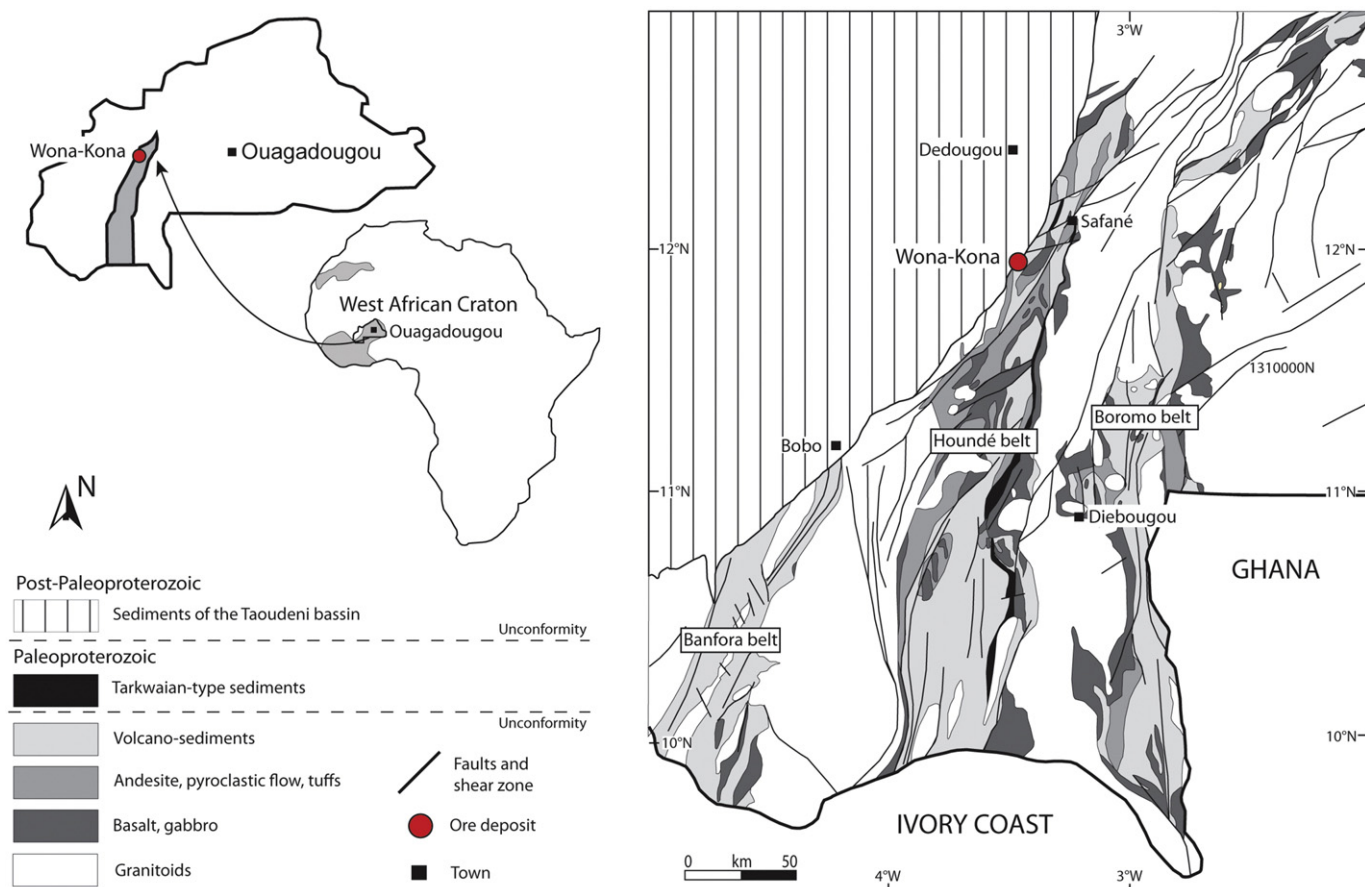 Wona-Kona
Ouagadougou
West African Craton
Ouagadougou
N
Post-Paleoproterozoic
Sediments of the Taoudeni bassin
Unconformity
Paleoproterozoic
Tarkwaian-type sediments
Unconformity
Volcano-sediments
Andesite, pyroclastic flow, tuffs
Basalt, gabbro
Granitoids
Faults and
shear zone
Ore deposit
Town
3°W
Dedougou
Safané
12°N
Wona-Kona
12°N
1310000N
Boromo belt
Houndé belt
Bobo
11°N
11°N
Diebougou
GHANA
Banfora belt
10°N
10°N
IVORY COAST
0 km 50
4°W
3°W